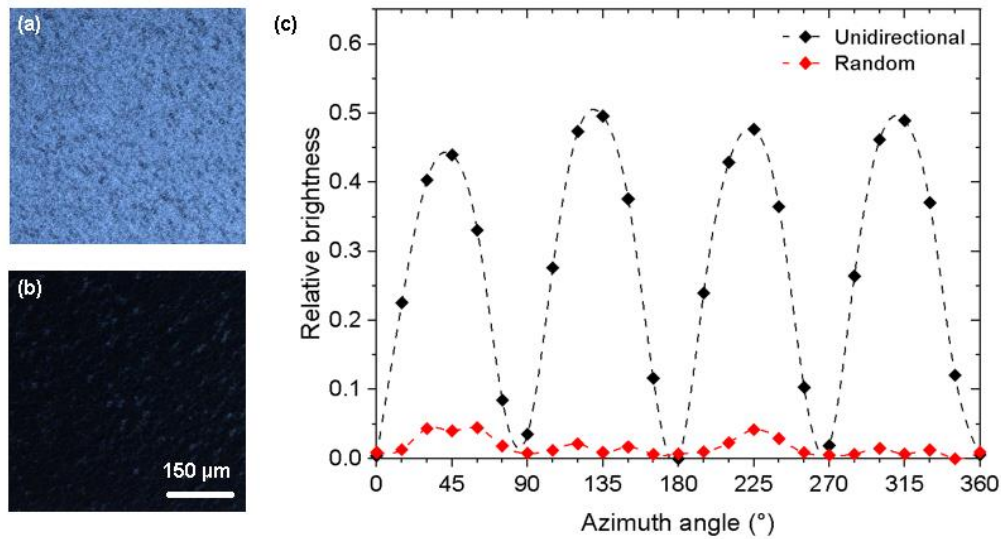 (a)
(b)
150 µm
(c)
Unidirectional
Random
Relative brightness
0.6
0.5
0.4
0.3
0.2
0.1
0.0
0 45 90 135 180 225 270 315 360
Azimuth angle (°)